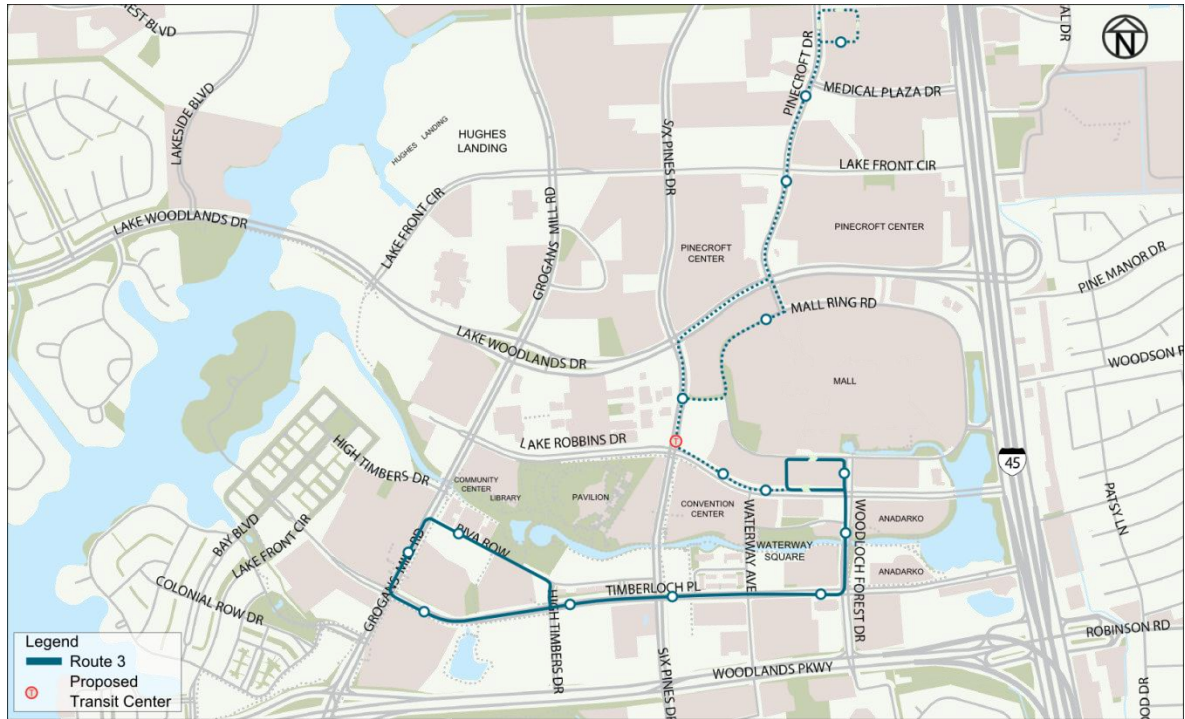 EST BLVD
AL DR
N
LAKESIDE BLVD
PINECROFT DR
MEDICAL PLAZA DR
HUGHES LANDING
HUGHES
LANDING
SIX PINES DR
LAKE FRONT CIR
LAKE WOODLANDS DR
LAKE FRONT CIR
GROGANS MILL RD
PINECROFT
CENTER
PINECROFT CENTER
PINE MANOR DR
MALL RING RD
LAKE WOODLANDS DR
WOODSON R
MALL
HIGH TIMBERS DR
LAKE ROBBINS DR
T
45
COMMUNITY
CENTER
LIBRARY
PAVILION
CONVENTION
CENTER
WATERWAY AVE
WOODLOCH FOREST DR
ANADARKO
PATSY LN
BAY BLVD
LAKE FRONT CIR
GROGANS MILL RD
RIVA ROW
WATERWAY
SQUARE
ANADARKO
COLONIAL ROW DR
TIMBERLOCH PL
HIGH TIMBERS DR
SIX PINES DR
WOODLANDS PKWY
ROBINSON RD
OOD DR
Legend
Route 3
T
Proposed
Transit Center